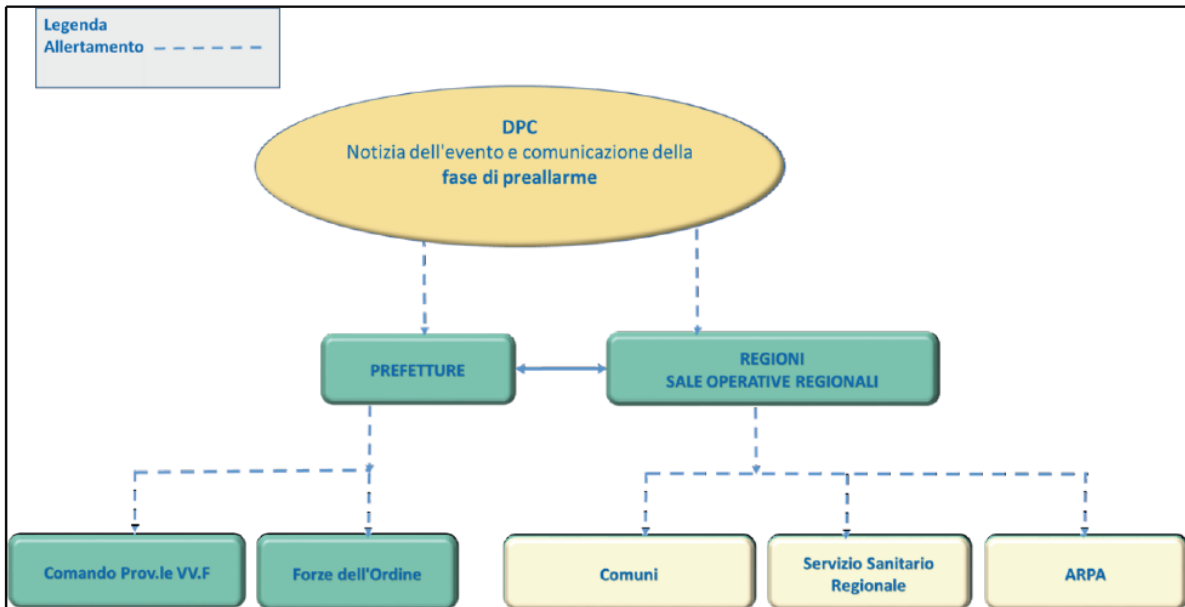 Legenda
Allertamento
DPC
Notizia dell'evento e comunicazione della
fase di preallarme
PREFETTURE
REGIONI
SALE OPERATIVE REGIONALI
Comando Prov.le VV.F
Forze dell'Ordine
Comuni
Servizio Sanitario
Regionale
ARPA